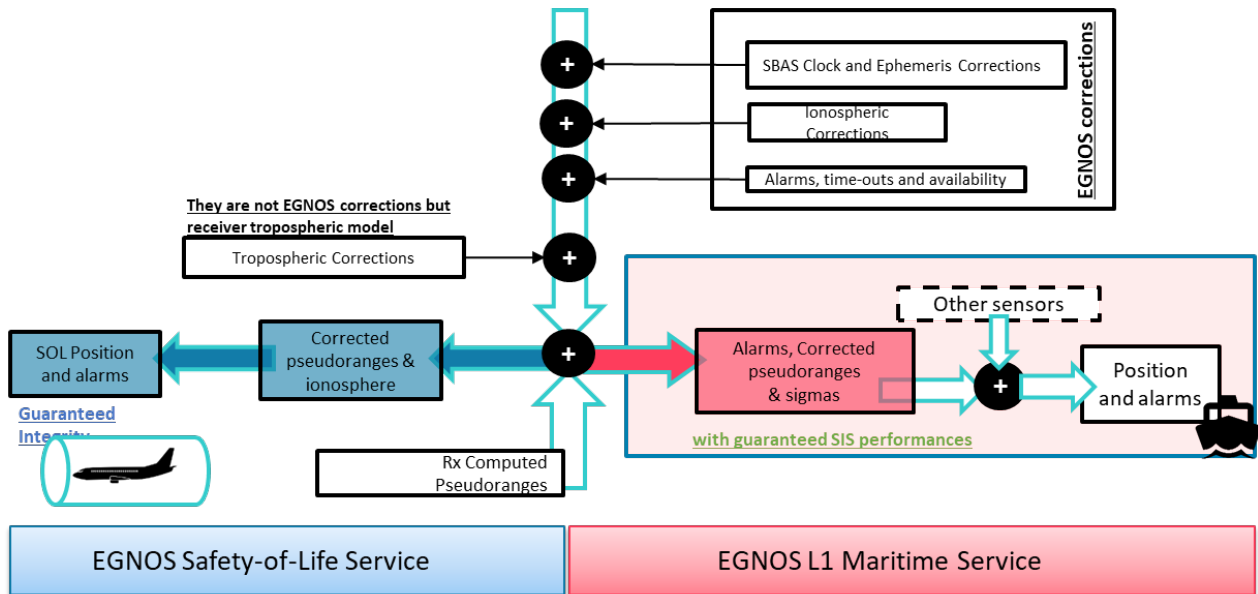 SBAS Clock and Ephemeris Corrections
Ionospheric
Corrections
Alarms, time-outs and availability
EGNOS corrections
They are not EGNOS corrections but
receiver tropospheric model
Tropospheric Corrections
Other sensors
SOL Position
and alarms
Corrected
pseudoranges &
ionosphere
Alarms, Corrected
pseudoranges
& sigmas
Position
and alarms
Guaranteed
Integrity
with guaranteed SIS performances
Rx Computed
Pseudoranges
EGNOS Safety-of-Life Service
EGNOS L1 Maritime Service